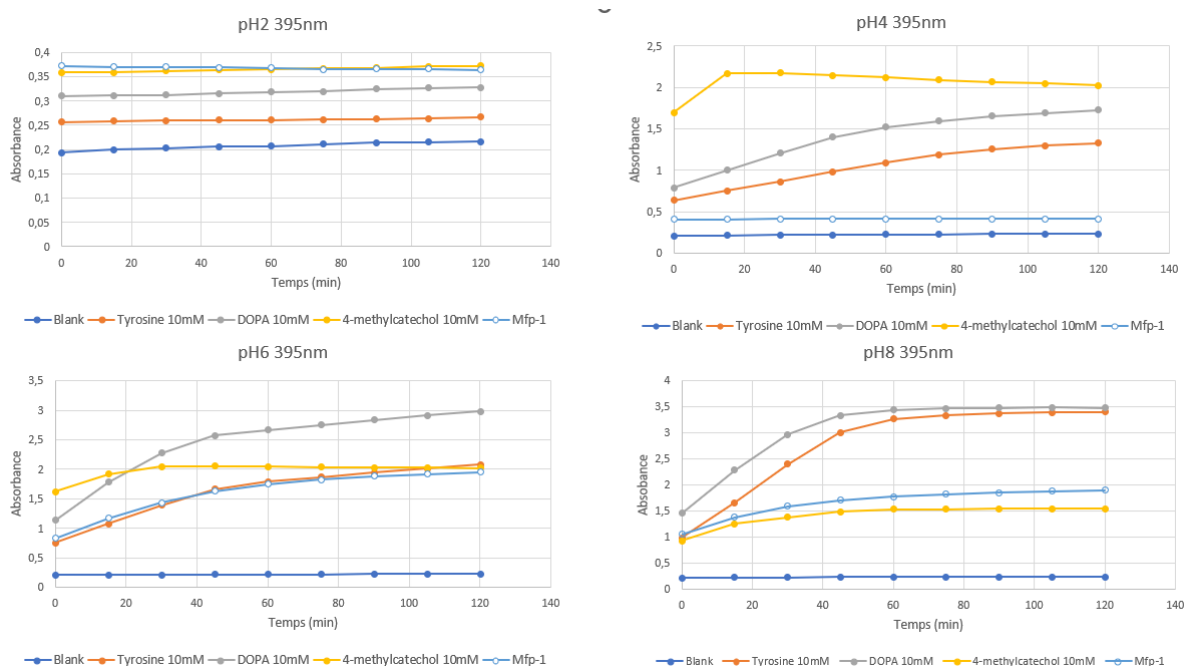 pH2 395nm
0,4
0,35
0,3
0,25
0,2
0,15
0,1
0,05
0
Absorbance
0 20 40 60 80 100 120 140
Temps (min)
Blank Tyrosine 10mM DOPA 10mM 4-methylcatechol 10mM Mfp-1
pH4 395nm
2,5
2
1,5
1
0,5
0
Absorbance
0 20 40 60 80 100 120 140
Temps (min)
Blank Tyrosine 10mM DOPA 10mM 4-methylcatechol 10mM Mfp-1
pH6 395nm
3,5
3
2,5
2
1,5
1
0,5
0
Absorbance
0 20 40 60 80 100 120 140
Temps (min)
Blank Tyrosine 10mM DOPA 10mM 4-methylcatechol 10mM Mfp-1
pH8 395nm
4
3,5
3
2,5
2
1,5
1
0,5
0
Absobance
0 20 40 60 80 100 120 140
Temps (min)
Blank Tyrosine 10mM DOPA 10mM 4-methylcatechol 10mM Mfp-1